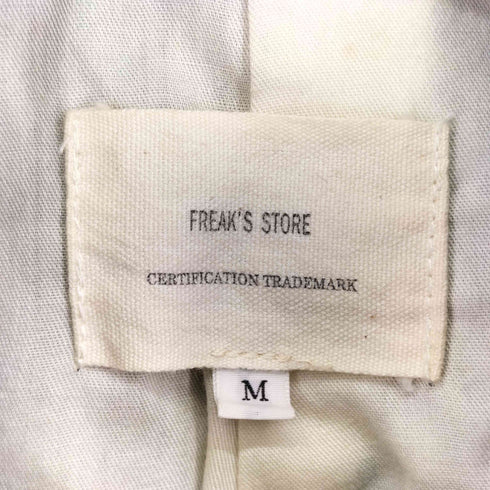 FREAK'S STORE
CERTIFICATION TRADEMARK
M